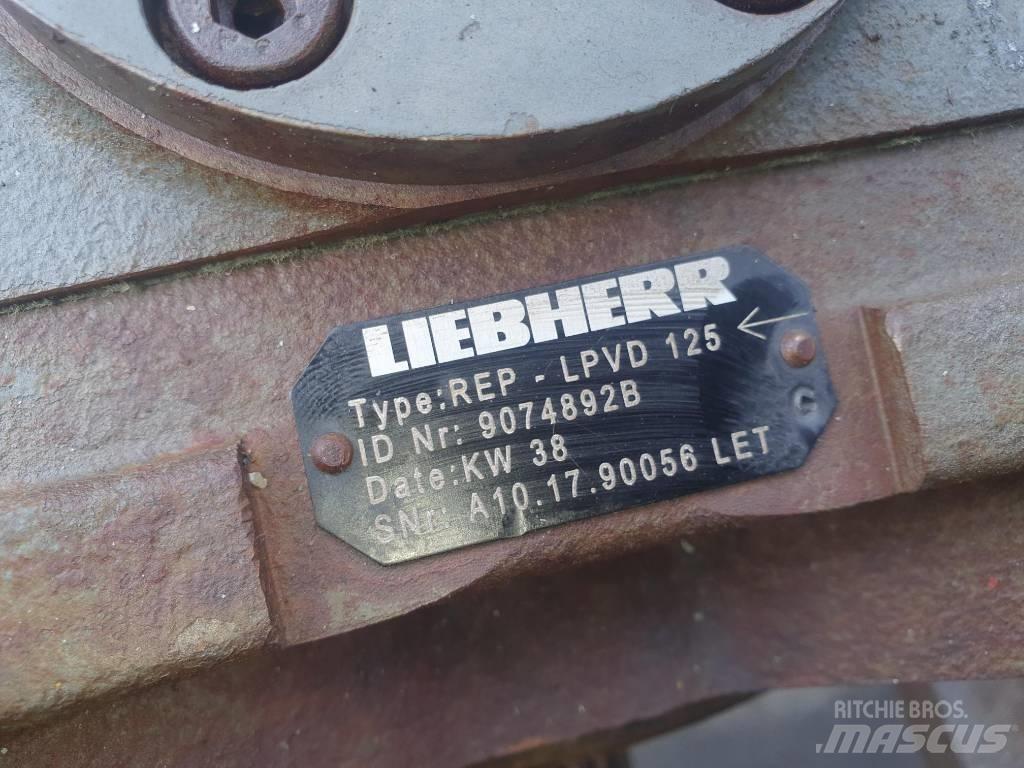 LIEBHERR
Type:REP - LPVD 125
ID Nr: 9074892B
Date:KW 38
SNr: A10.17.90056 LET
RITCHIE BROS.
MASCUS